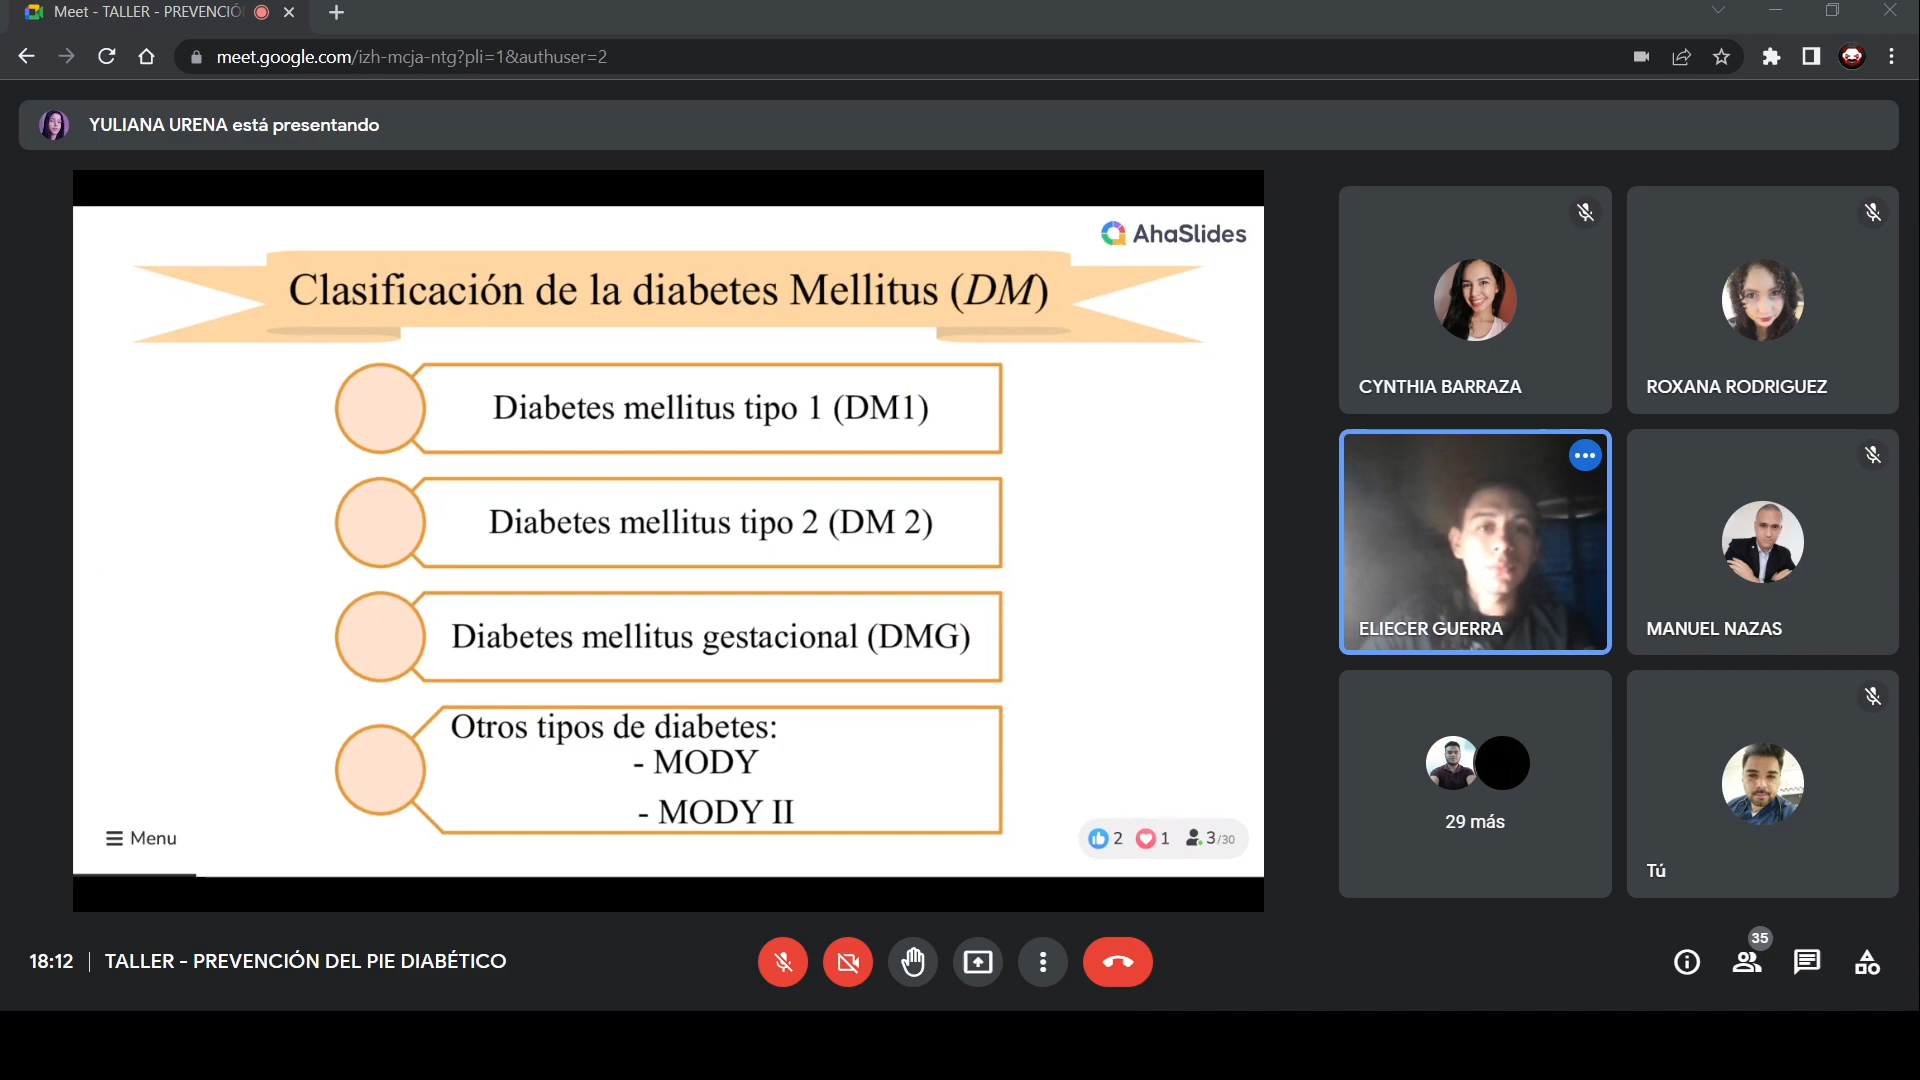 Meet - TALLER - PREVENCIÓ
meet.google.com/izh-mcja-ntg?pli=1&authuser=2
YULIANA URENA está presentando
AhaSlides
Clasificación de la diabetes Mellitus (DM)
Diabetes mellitus tipo 1 (DM1)
Diabetes mellitus tipo 2 (DM 2)
Diabetes mellitus gestacional (DMG)
Otros tipos de diabetes:
- MODY
- MODY II
Menu
2 1 3/30
CYNTHIA BARRAZA
ROXANA RODRIGUEZ
ELIECER GUERRA
MANUEL NAZAS
29 más
Tú
18:12 | TALLER - PREVENCIÓN DEL PIE DIABÉTICO
35